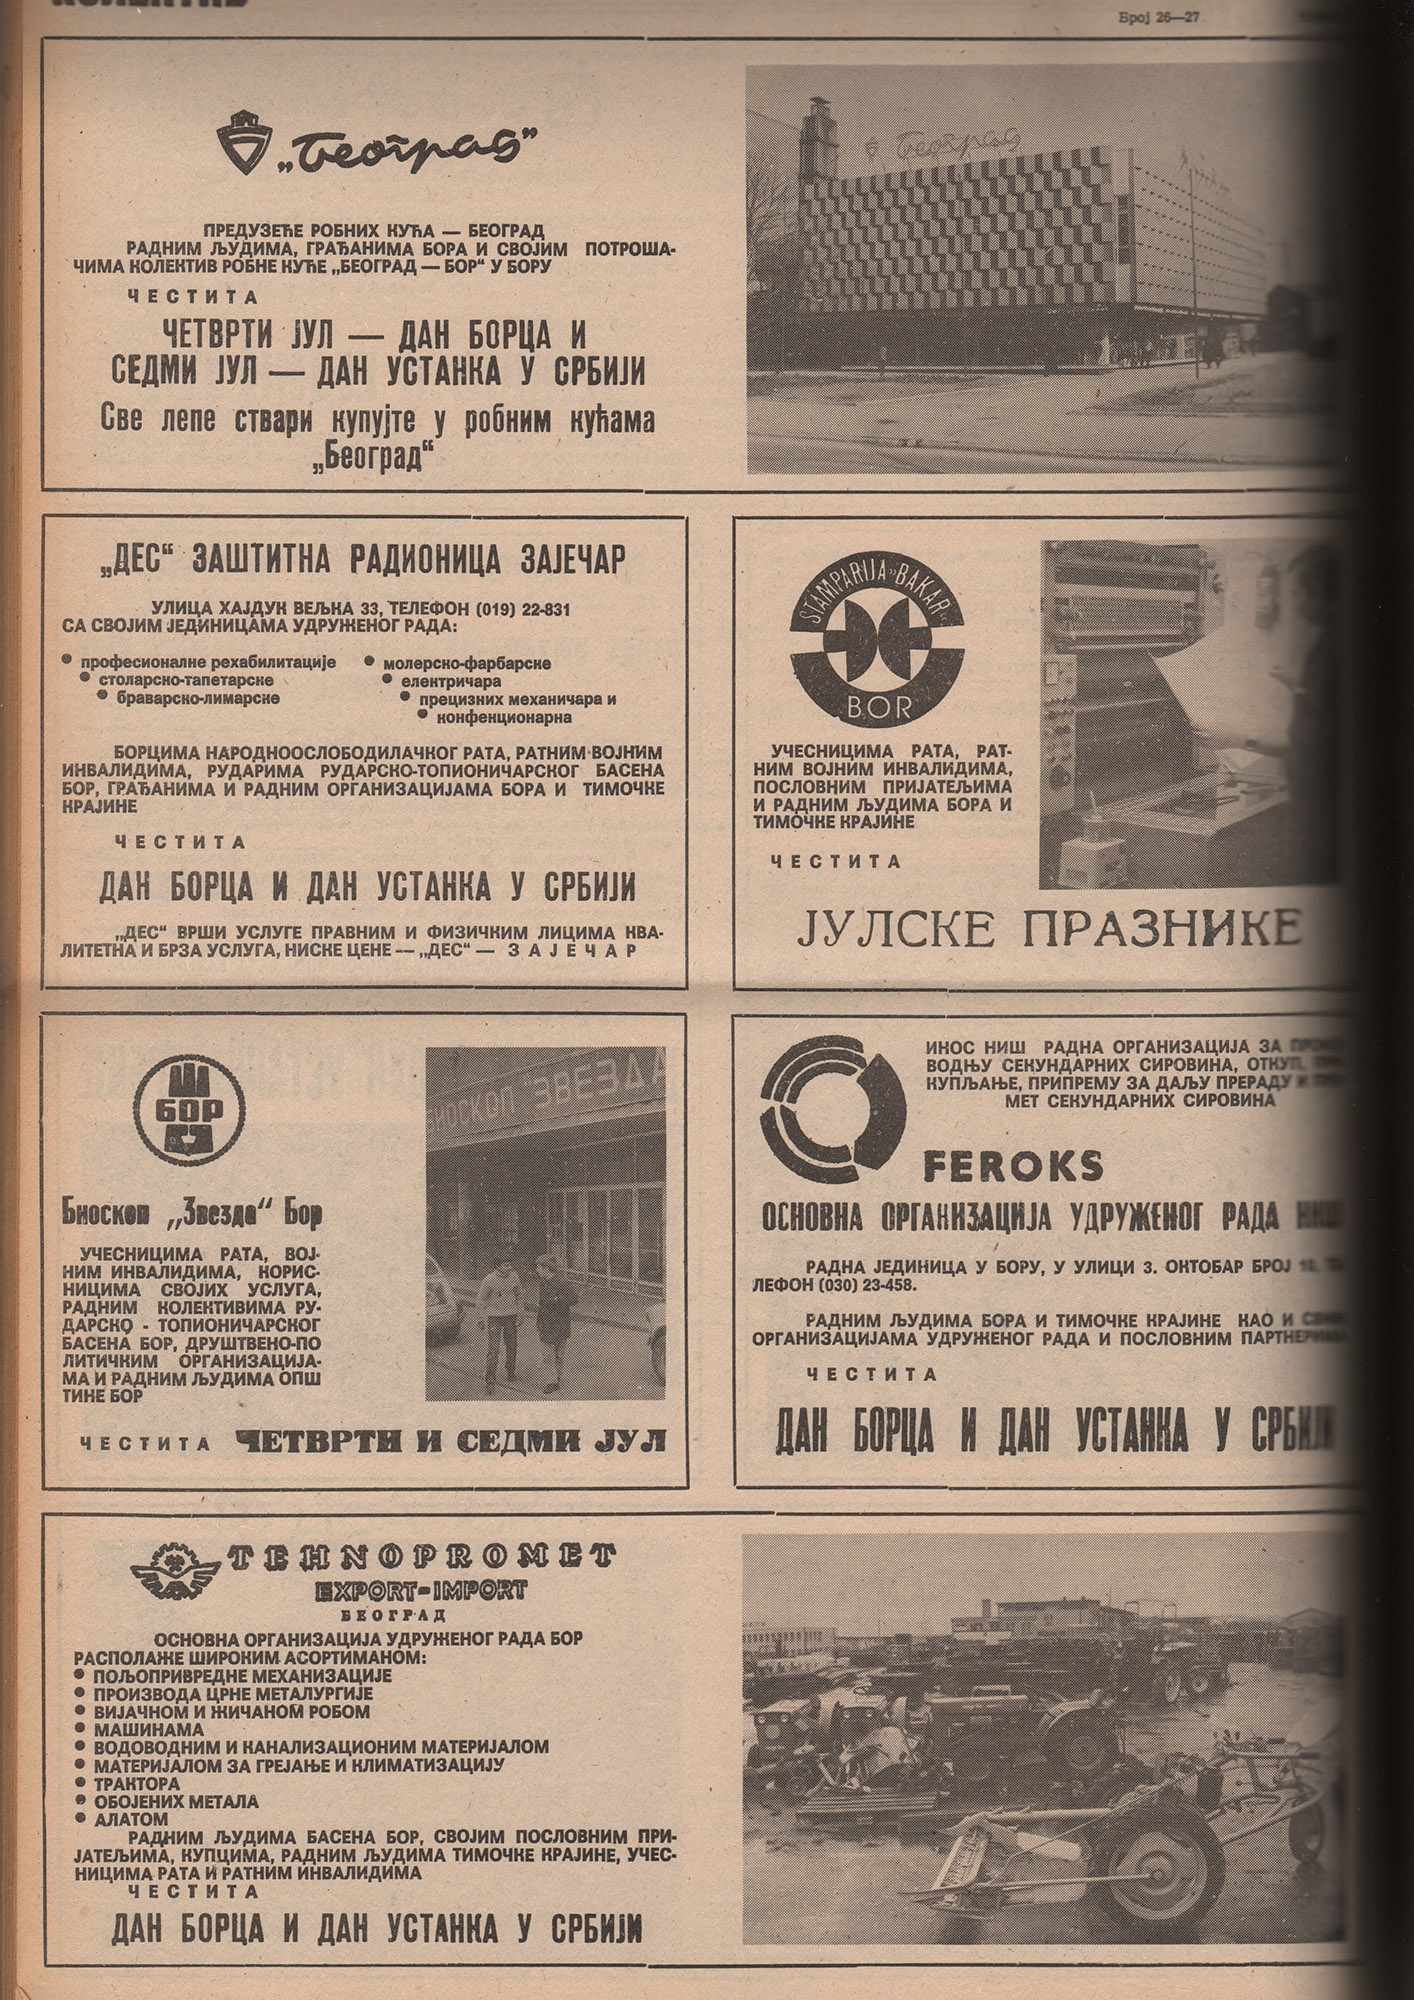 Број 26—27
„Београд”
ПРЕДУЗЕЋЕ РОБНИХ КУЋА — БЕОГРАД
РАДНИМ ЉУДИМА, ГРАЂАНИМА БОРА И СВОЈИМ ПОТРОША-
ЧИМА КОЛЕКТИВ РОБНЕ КУЋЕ „БЕОГРАД — БОР“ У БОРУ
ЧЕСТИТА
ЧЕТВРТИ ЈУЛ — ДАН БОРЦА И
СЕДМИ ЈУЛ — ДАН УСТАНКА У СРБИЈИ
Све лепе ствари купујте у робним кућама
„Београд“
Београд
„ДЕС“ ЗАШТИТНА РАДИОНИЦА ЗАЈЕЧАР
УЛИЦА ХАЈДУК ВЕЉКА 33, ТЕЛЕФОН (019) 22-831
СА СВОЈИМ ЈЕДИНИЦАМА УДРУЖЕНОГ РАДА:
● професионалне рехабилитације
● столарско-тапетарске
● браварско-лимарске
● молерско-фарбарске
● електричара
● прецизних механичара и
● конфенционарна
БОРЦИМА НАРОДНООСЛОБОДИЛАЧКОГ РАТА, РАТНИМ ВОЈНИМ
ИНВАЛИДИМА, РУДАРИМА РУДАРСКО-ТОПИОНИЧАРСКОГ БАСЕНА
БОР, ГРАЂАНИМА И РАДНИМ ОРГАНИЗАЦИЈАМА БОРА И ТИМОЧКЕ
КРАЈИНЕ
ЧЕСТИТА
ДАН БОРЦА И ДАН УСТАНКА У СРБИЈИ
„ДЕС“ ВРШИ УСЛУГЕ ПРАВНИМ И ФИЗИЧКИМ ЛИЦИМА КВА-
ЛИТЕТНА И БРЗА УСЛУГА, НИСКЕ ЦЕНЕ — „ДЕС“ — ЗАЈЕЧАР
STAMPARIJA »BAKAR«
BOR
УЧЕСНИЦИМА РАТА, РАТ-
НИМ ВОЈНИМ ИНВАЛИДИМА,
ПОСЛОВНИМ ПРИЈАТЕЉИМА
И РАДНИМ ЉУДИМА БОРА И
ТИМОЧКЕ КРАЈИНЕ
ЧЕСТИТА
ЈУЛСКЕ ПРАЗНИКЕ
БОР
Биоскоп „Звезда“ Бор
УЧЕСНИЦИМА РАТА, ВОЈ-
НИМ ИНВАЛИДИМА, КОРИС-
НИЦИМА СВОЈИХ УСЛУГА,
РАДНИМ КОЛЕКТИВИМА РУ-
ДАРСКО - ТОПИОНИЧАРСКОГ
БАСЕНА БОР, ДРУШТВЕНО-ПО
ЛИТИЧКИМ ОРГАНИЗАЦИЈА-
МА И РАДНИМ ЉУДИМА ОПШ
ТИНЕ БОР
ЧЕСТИТА ЧЕТВРТИ И СЕДМИ ЈУЛ
ИОСКОП "ЗВЕЗДА
ИНОС НИШ РАДНА ОРГАНИЗАЦИЈА ЗА
ВОДЊУ СЕКУНДАРНИХ СИРОВИНА, ОТКУП,
КУПЉАЊЕ, ПРИПРЕМУ ЗА ДАЉУ ПРЕРАДУ И
МЕТ СЕКУНДАРНИХ СИРОВИНА
FEROKS
ОСНОВНА ОРГАНИЗАЦИЈА УДРУЖЕНОГ РАДА НИШ
РАДНА ЈЕДИНИЦА У БОРУ, У УЛИЦИ 3. ОКТОБАР БРОЈ
ЛЕФОН (030) 23-458.
РАДНИМ ЉУДИМА БОРА И ТИМОЧКЕ КРАЈИНЕ КАО И
ОРГАНИЗАЦИЈАМА УДРУЖЕНОГ РАДА И ПОСЛОВНИМ ПАРТНЕРИМА
ЧЕСТИТА
ДАН БОРЦА И ДАН УСТАНКА У СРБИЈИ
TEHNOPROMET
EXPORT-IMPORT
БЕОГРАД
ОСНОВНА ОРГАНИЗАЦИЈА УДРУЖЕНОГ РАДА БОР
РАСПОЛАЖЕ ШИРОКИМ АСОРТИМАНОМ:
● ПОЉОПРИВРЕДНЕ МЕХАНИЗАЦИЈЕ
● ПРОИЗВОДА ЦРНЕ МЕТАЛУРГИЈЕ
● ВИЈАЧНОМ И ЖИЧАНОМ РОБОМ
● МАШИНАМА
● ВОДОВОДНИМ И КАНАЛИЗАЦИОНИМ МАТЕРИЈАЛОМ
● МАТЕРИЈАЛОМ ЗА ГРЕЈАЊЕ И КЛИМАТИЗАЦИЈУ
● ТРАКТОРА
● ОБОЈЕНИХ МЕТАЛА
● АЛАТОМ
РАДНИМ ЉУДИМА БАСЕНА БОР, СВОЈИМ ПОСЛОВНИМ ПРИ-
ЈАТЕЉИМА, КУПЦИМА, РАДНИМ ЉУДИМА ТИМОЧКЕ КРАЈИНЕ, УЧЕС-
НИЦИМА РАТА И РАТНИМ ИНВАЛИДИМА
ЧЕСТИТА
ДАН БОРЦА И ДАН УСТАНКА У СРБИЈИ